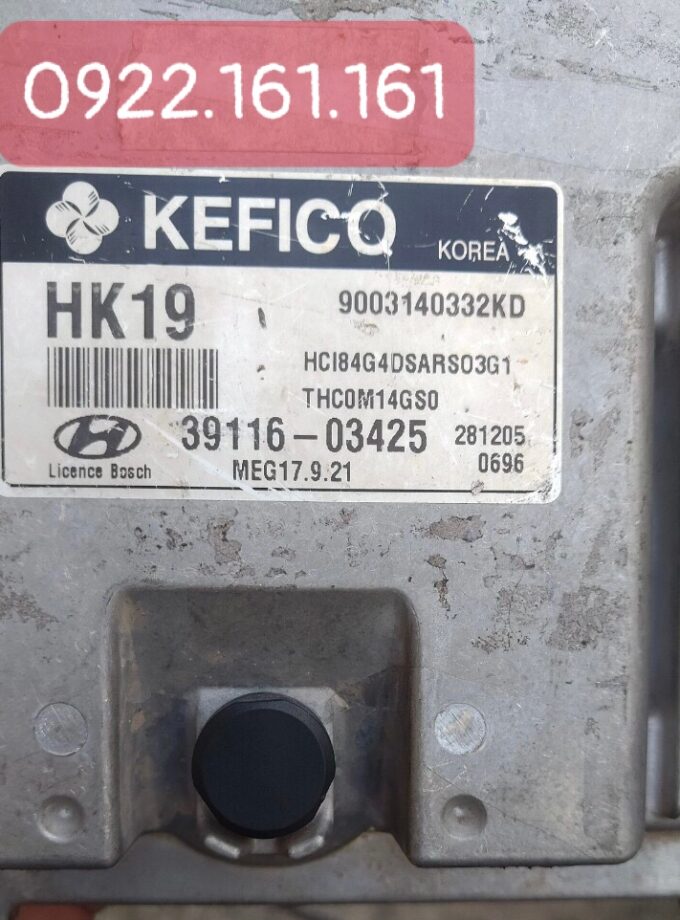 0922.161.161
KEFICO KOREA
HK19 9003140332KD
HCI84G4DSARSO3G1
THC0M14GS0
39116-03425 281205
Licence Bosch MEG17.9.21 0696